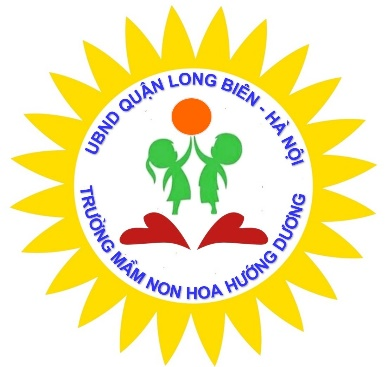 UBND QUẬN LONG BIÊN - HÀ NỘI
TRƯỜNG MẦM NON HOA HƯỚNG DƯƠNG